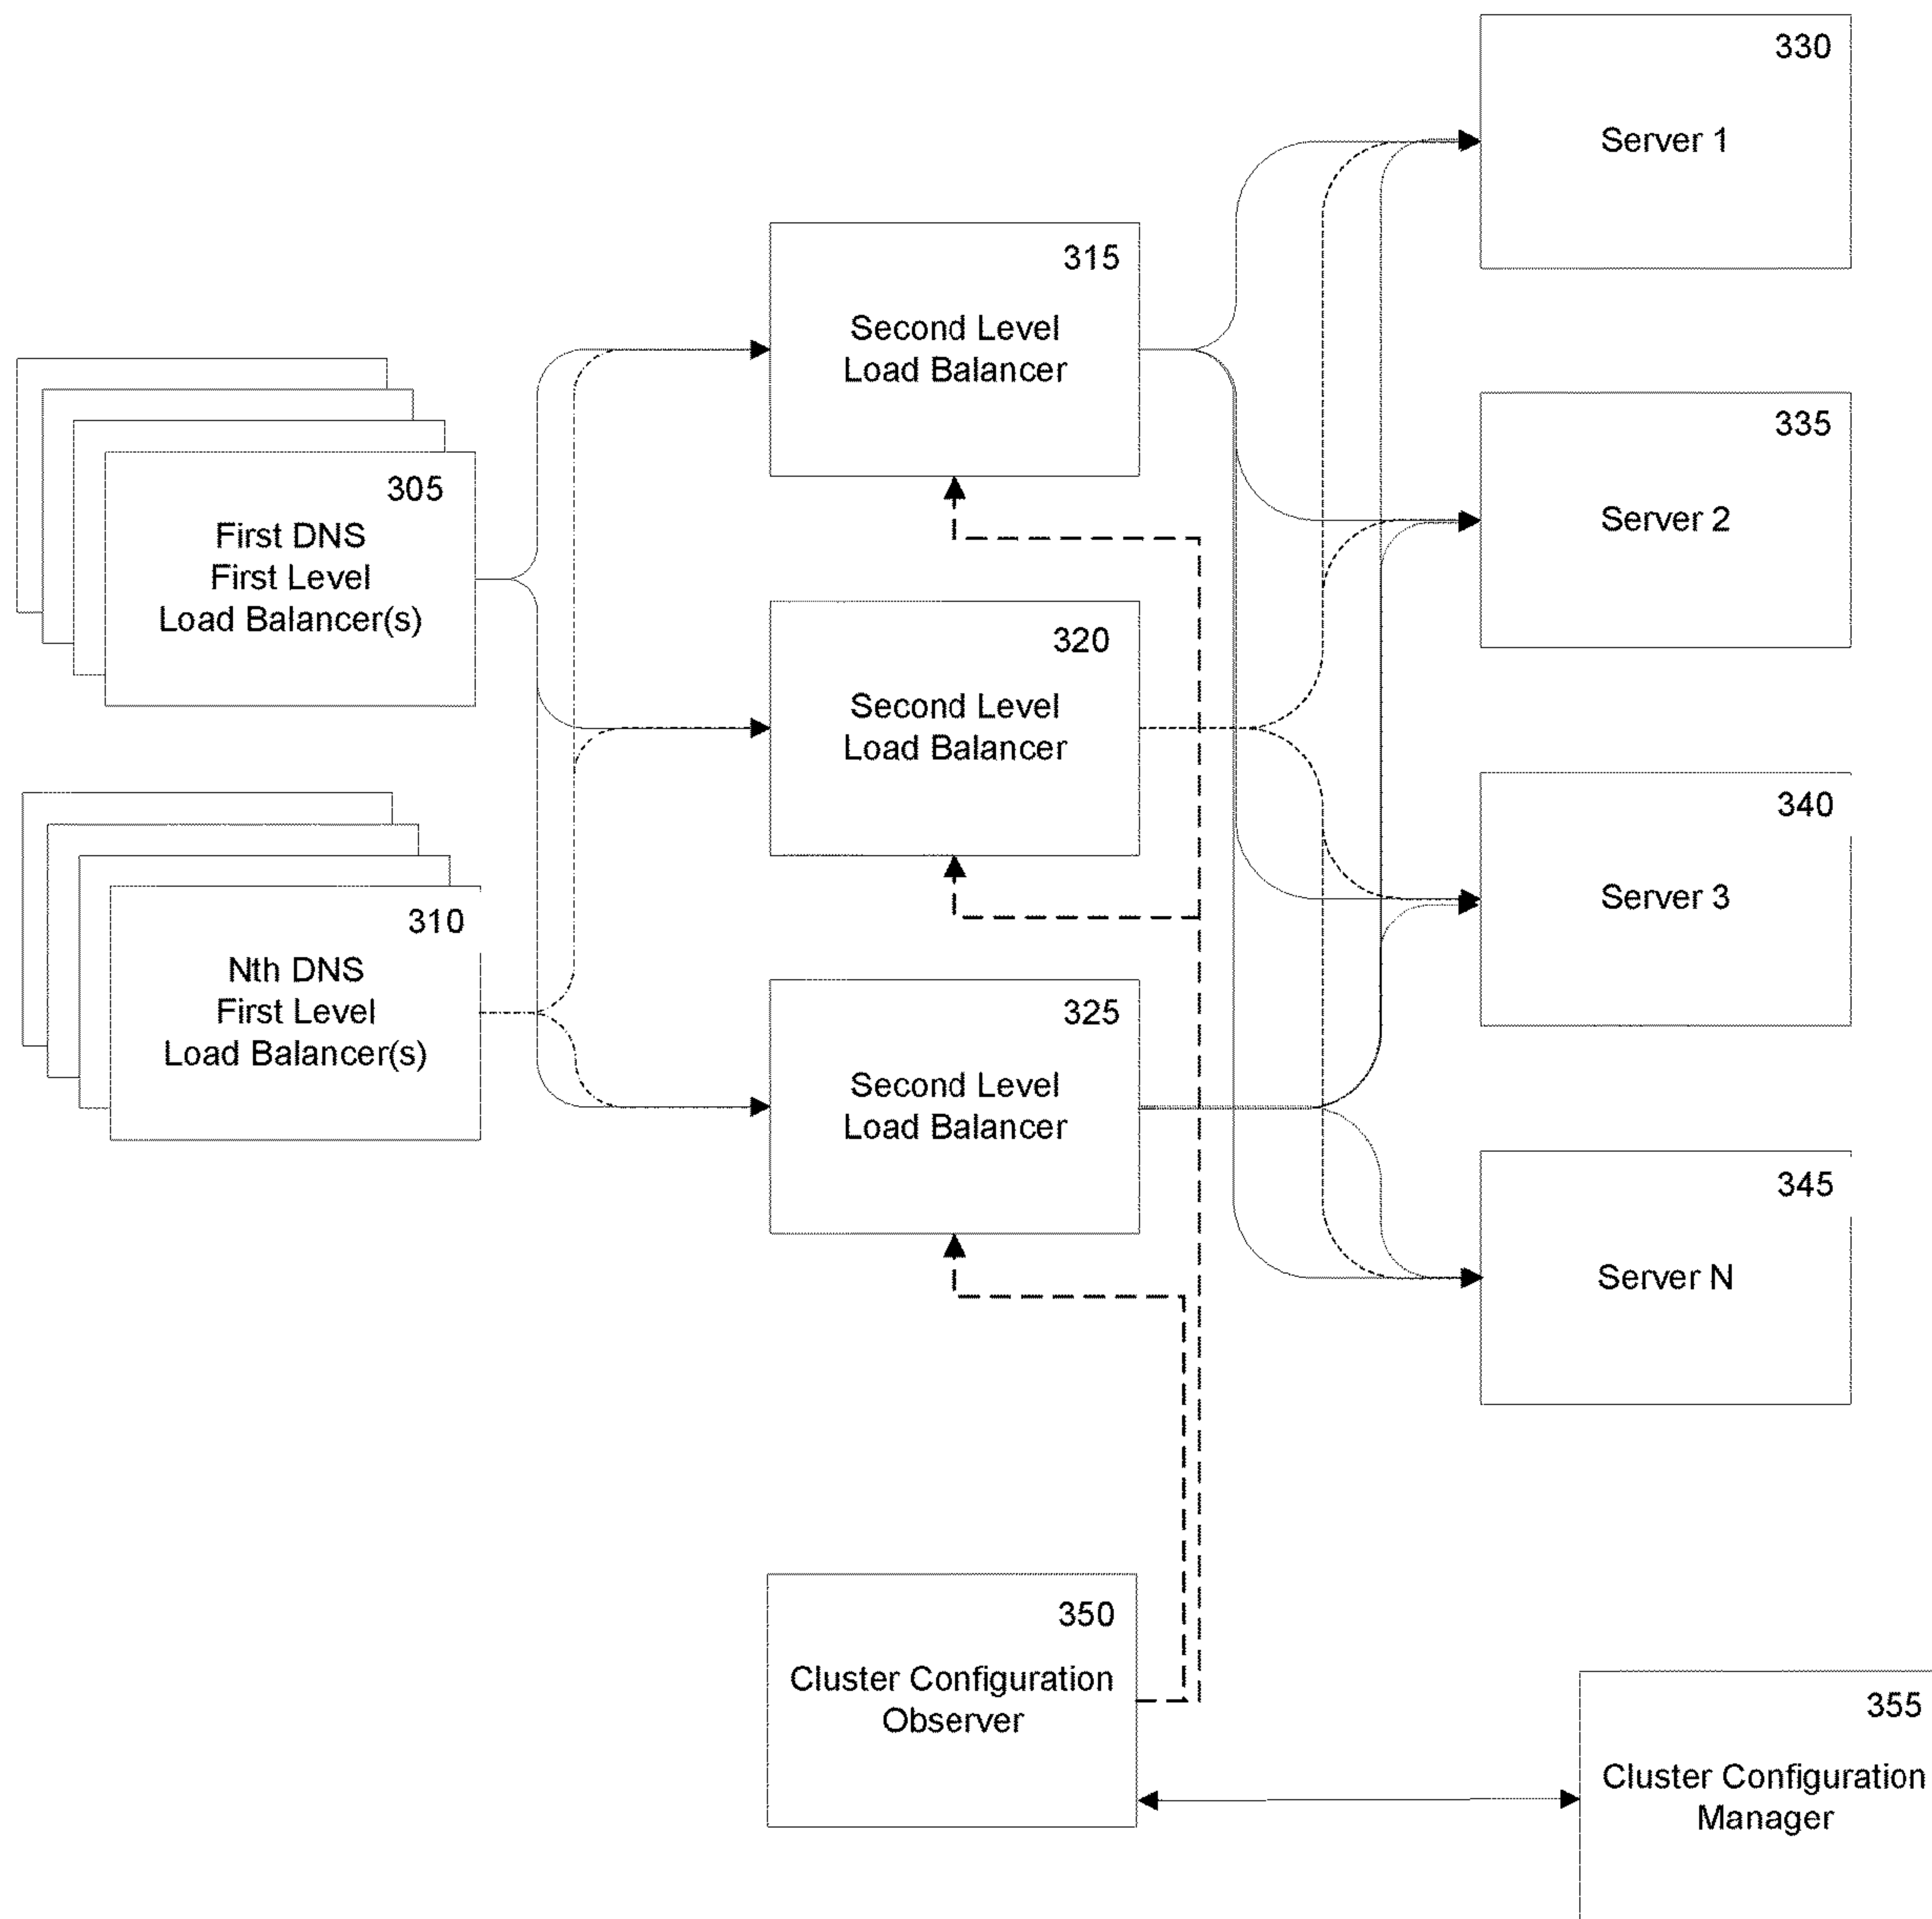 330
Server 1
315
Second Level
Load Balancer
335
Server 2
305
First DNS
First Level
Load Balancer(s)
320
Second Level
Load Balancer
340
Server 3
310
Nth DNS
First Level
Load Balancer(s)
325
Second Level
Load Balancer
345
Server N
350
Cluster Configuration
Observer
355
Cluster Configuration
Manager